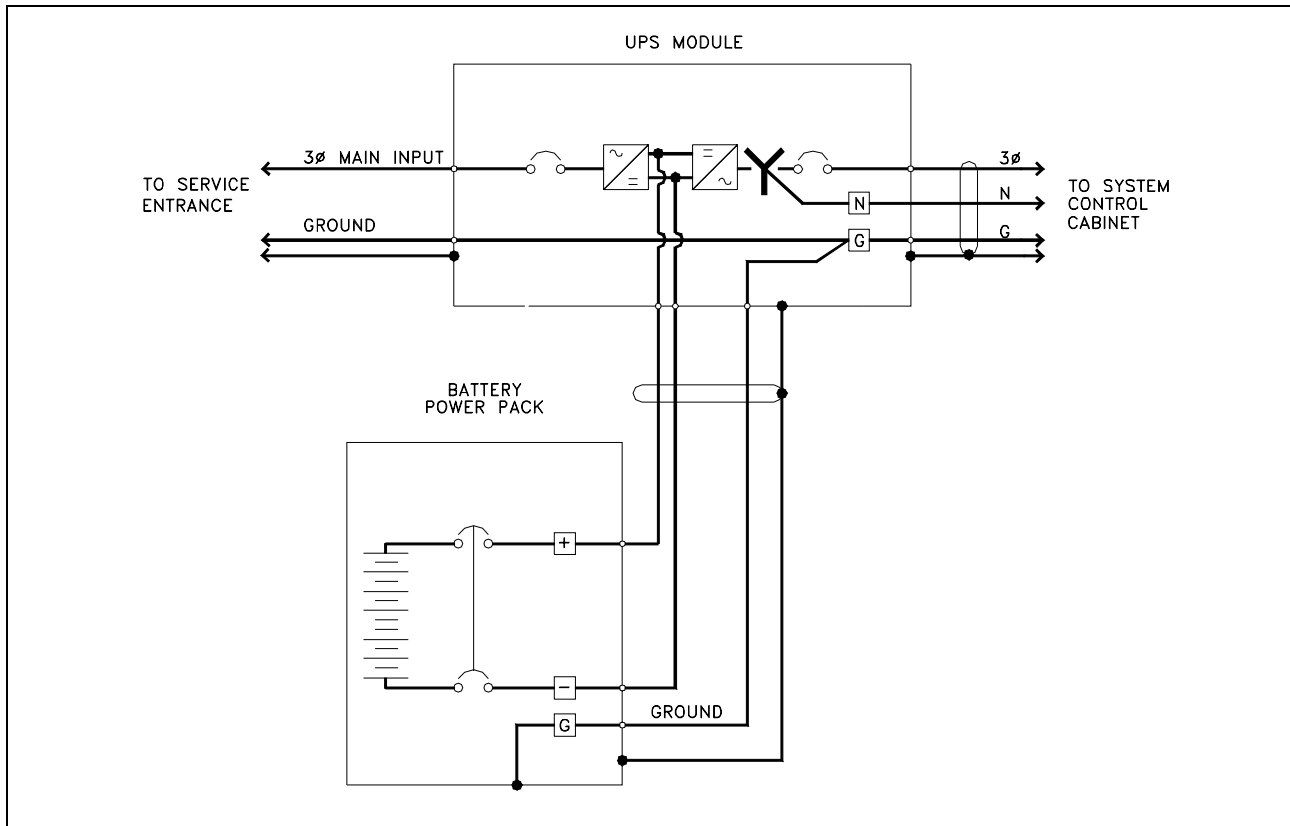 UPS MODULE
3ø MAIN INPUT
TO SERVICE
ENTRANCE
GROUND
3ø
N
N
G
G
TO SYSTEM
CONTROL
CABINET
BATTERY
POWER PACK
+
−
G
GROUND